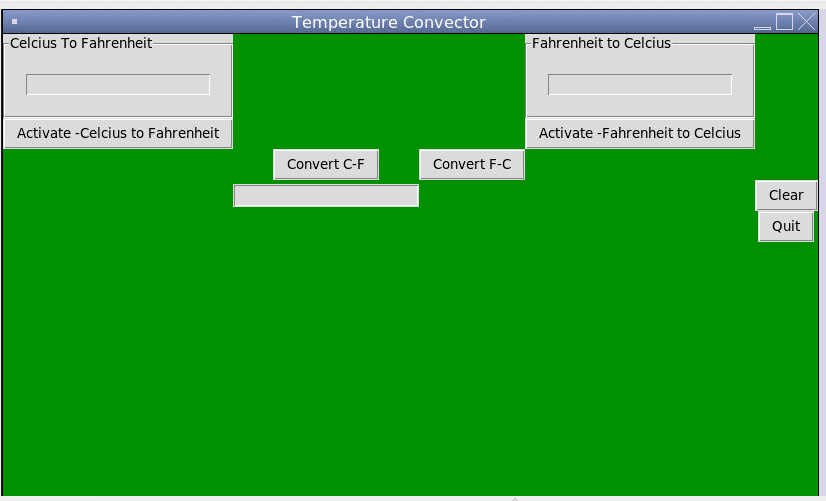 Temperature Convector
Celcius To Fahrenheit
Fahrenheit to Celcius
Activate -Celcius to Fahrenheit
Activate -Fahrenheit to Celcius
Convert C-F
Convert F-C
Clear
Quit